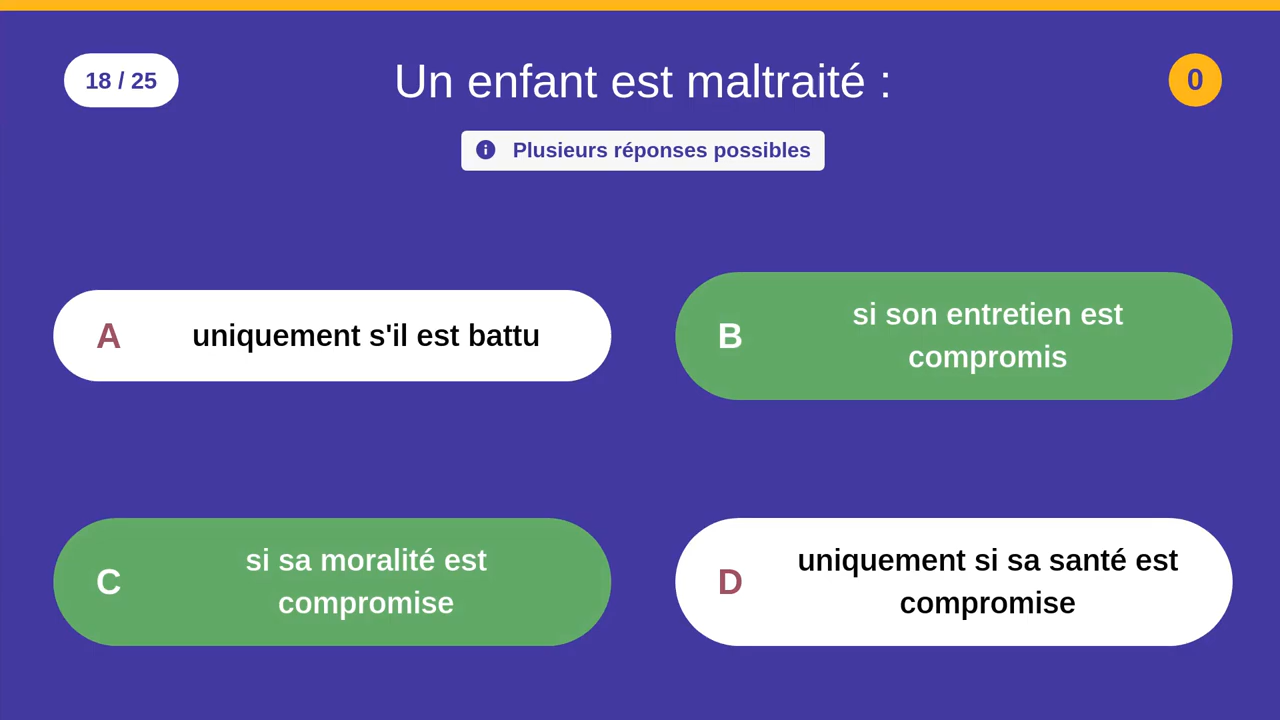 18 / 25
Un enfant est maltraité :
0
Plusieurs réponses possibles
A
uniquement s'il est battu
B
si son entretien est
compromis
C
si sa moralité est
compromise
D
uniquement si sa santé est
compromise